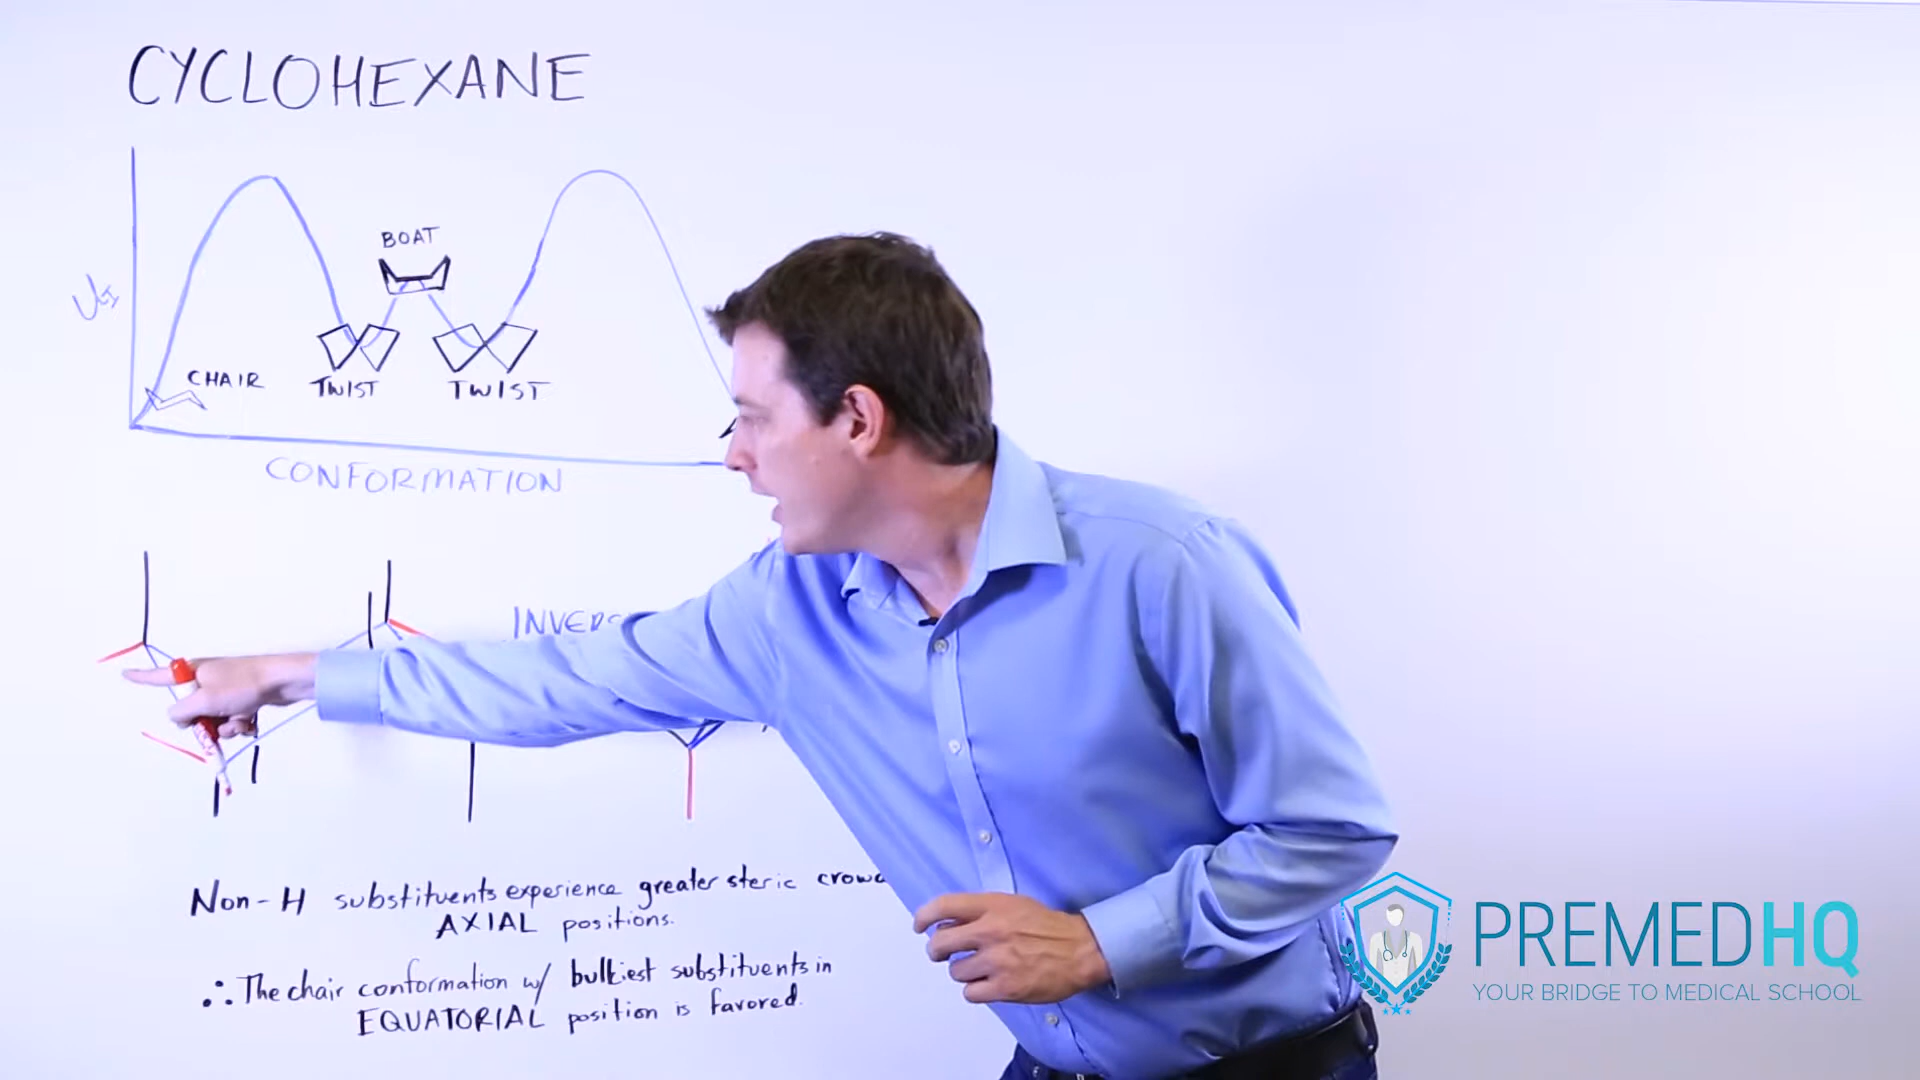 CYCLOHEXANE
BOAT
CHAIR
TWIST
TWIST
CONFORMATION
Non-H substituents experience greater steric
AXIAL positions.
∴ The chair conformation w/ bulkiest substituents in
EQUATORIAL position is favored.
PREMEDHQ
YOUR BRIDGE TO MEDICAL SCHOOL